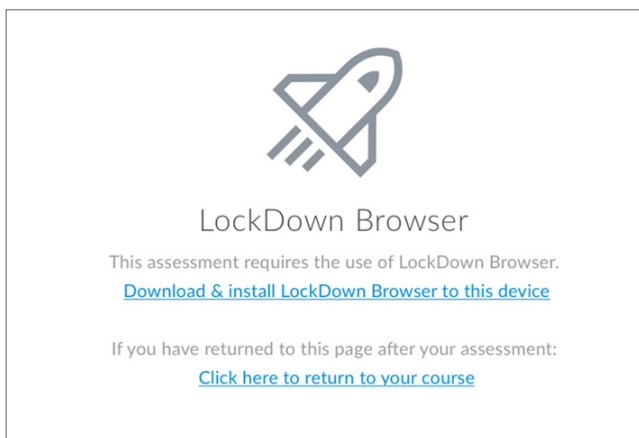 LockDown Browser
This assessment requires the use of LockDown Browser.
Download & install LockDown Browser to this device
If you have returned to this page after your assessment:
Click here to return to your course